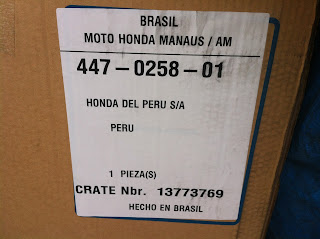 BRASIL
MOTO HONDA MANAUS / AM
447-0258-01
HONDA DEL PERU S/A
PERU
1 PIEZA(S)
CRATE Nbr. 13773769
HECHO EN BRASIL